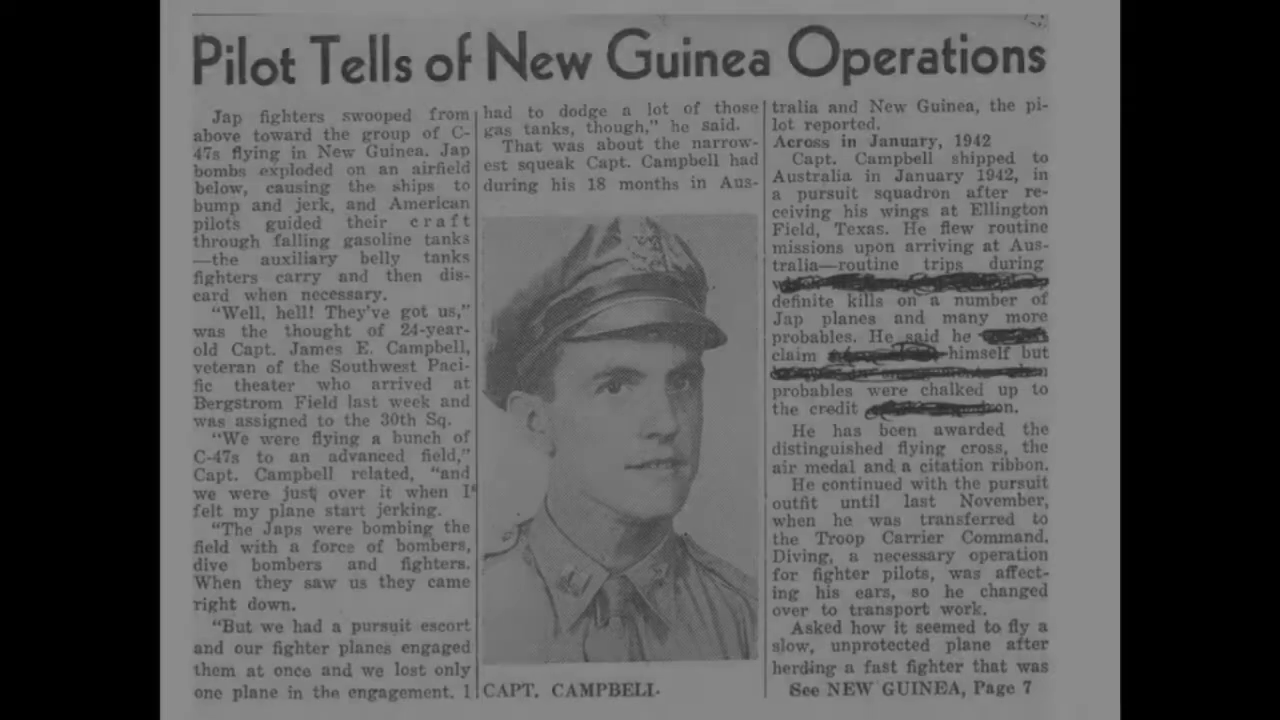 Pilot Tells of New Guinea Operations
Jap fighters swooped from
above toward the group of C-
47s flying in New Guinea. Jap
bombs exploded on an airfield
below, causing the ships to
bump and jerk, and American
pilots guided their craft
through falling gasoline tanks
—the auxiliary belly tanks
fighters carry and then dis-
card when necessary.
"Well, hell! They've got us,"
was the thought of 24-year-
old Capt. James E. Campbell,
veteran of the Southwest Paci-
fic theater who arrived at
Bergstrom Field last week and
was assigned to the 30th Sq.
"We were flying a bunch of
C-47s to an advanced field,"
Capt. Campbell related, "and
we were just over it when I
felt my plane start jerking.
"The Japs were bombing the
field with a force of bombers,
dive bombers and fighters.
When they saw us they came
right down.
"But we had a pursuit escort
and our fighter planes engaged
them at once and we lost only
one plane in the engagement. I
had to dodge a lot of those
gas tanks, though," he said.
That was about the narrow-
est squeak Capt. Campbell had
during his 18 months in Aus-
CAPT. CAMPBELL.
tralia and New Guinea, the pi-
lot reported.
Across in January, 1942
Capt. Campbell shipped to
Australia in January 1942, in
a pursuit squadron after re-
ceiving his wings at Ellington
Field, Texas. He flew routine
missions upon arriving at Aus-
tralia—routine trips during
definite kills on a number of
Jap planes and many more
probables. He said he
claim himself but
probables were chalked up to
the credit
He has been awarded the
distinguished flying cross, the
air medal and a citation ribbon.
He continued with the pursuit
outfit until last November,
when he was transferred to
the Troop Carrier Command.
Diving, a necessary operation
for fighter pilots, was affect-
ing his ears, so he changed
over to transport work.
Asked how it seemed to fly a
slow, unprotected plane after
herding a fast fighter that was
See NEW GUINEA, Page 7